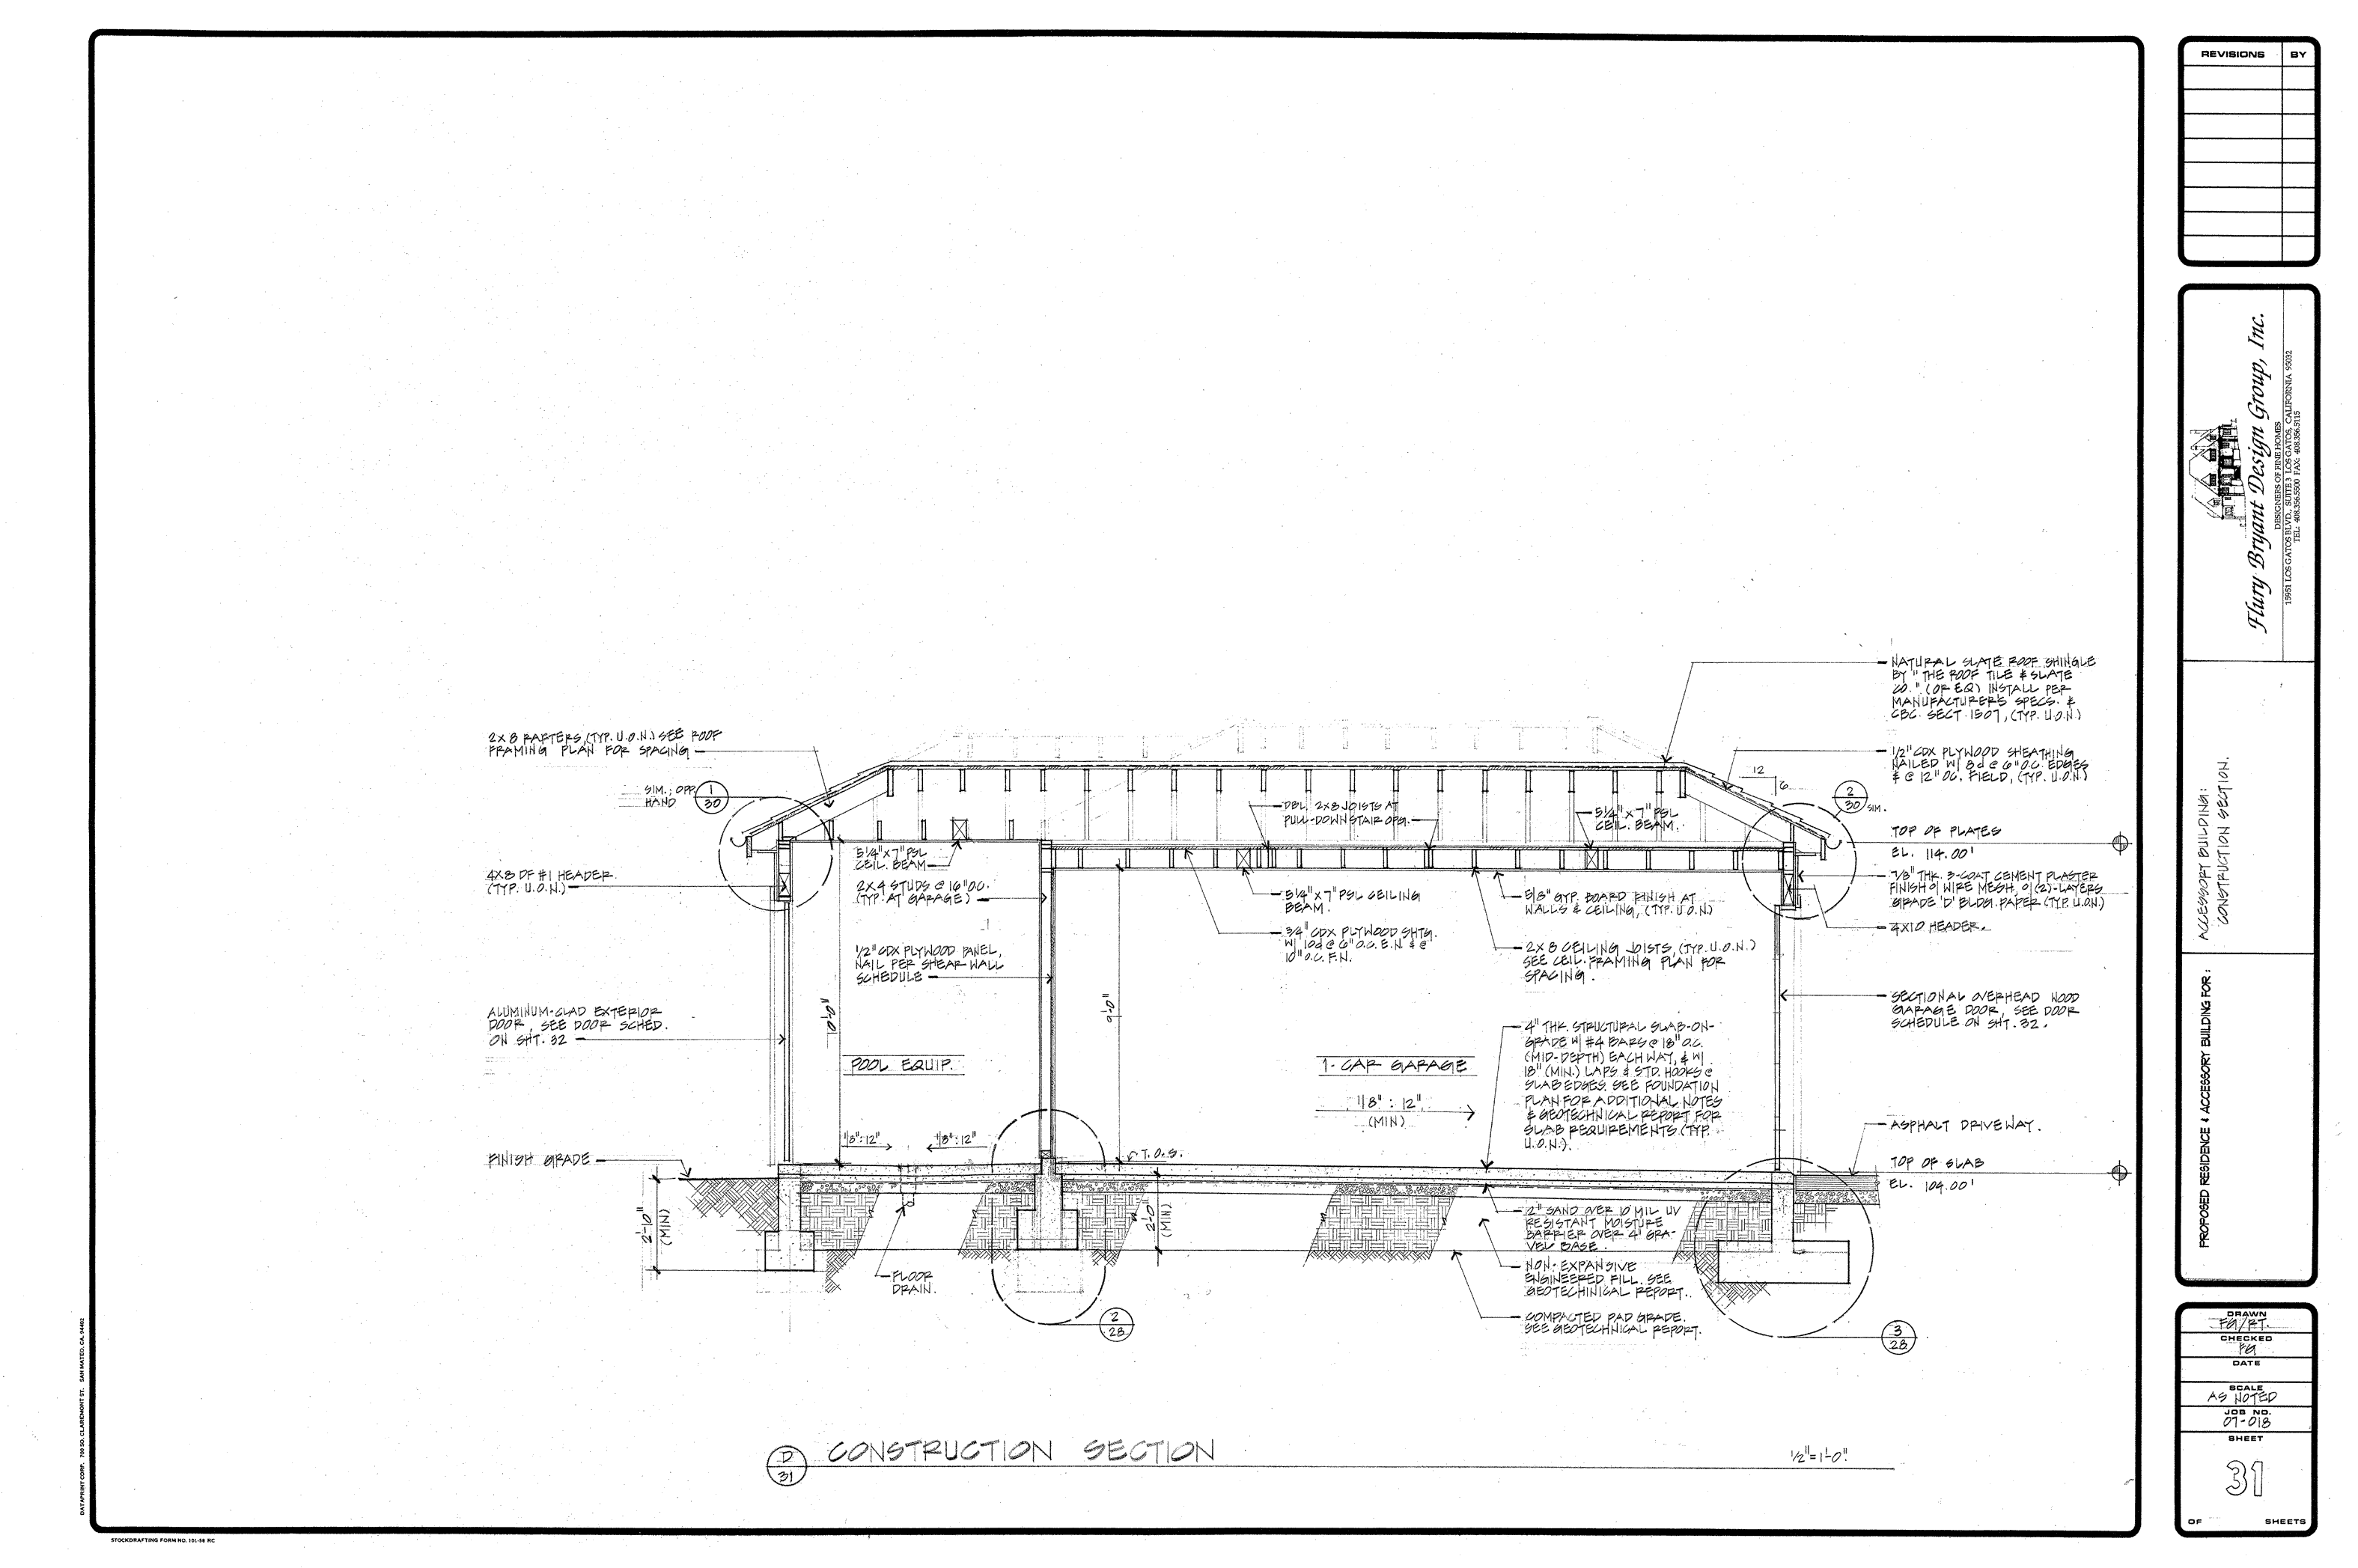 REVISIONS BY
Flury Bryant Design Group, Inc.
DESIGNERS OF FINE HOMES
15951 LOS GATOS BLVD., SUITE 3 LOS GATOS, CALIFORNIA 95032
TEL: 408.356.5500 FAX: 408.356.5115
ACCESSORY BUILDING:
CONSTRUCTION SECTION.
PROPOSED RESIDENCE & ACCESSORY BUILDING FOR:
DRAWN
FG/RT.
CHECKED
FG
DATE
SCALE
AS NOTED
JOB NO.
07-018
SHEET
31
OF SHEETS
NATURAL SLATE ROOF SHINGLE
BY "THE ROOF TILE & SLATE
CO." (OR EQ) INSTALL PER
MANUFACTURERS SPECS. &
CBC. SECT. 1507, (TYP. U.O.N.)
2X8 RAFTERS, (TYP. U.O.N.) SEE ROOF
FRAMING PLAN FOR SPACING
1/2" CDX PLYWOOD SHEATHING
NAILED W/ 8d @ 6" O.C. EDGES
& @ 12" OC. FIELD, (TYP. U.O.N.)
12
6
SIM.; OPP.
HAND
1
30
2
30
SIM.
DBL. 2X8 JOISTS AT
PULL-DOWN STAIR OPG.
5 1/4" X 7" PSL
CEIL. BEAM.
TOP OF PLATES
EL. 114.00'
5 1/4" X 7" PSL
CEIL. BEAM
4X8 DF #1 HEADER
(TYP. U.O.N.)
2X4 STUDS @ 16" OC.
(TYP. AT GARAGE)
5 1/4" X 7" PSL CEILING
BEAM.
5/8" GYP. BOARD FINISH AT
WALLS & CEILING, (TYP. U.O.N)
7/8" THK. 3-COAT CEMENT PLASTER
FINISH O/ WIRE MESH, O/ (2)-LAYERS
GRADE 'D' BLDG. PAPER (TYP. U.O.N.)
4X10 HEADER.
3/4" CDX PLYWOOD SHTG.
W/ 10d @ 6" O.C. E.N. & @
10" O.C. F.N.
1/2" CDX PLYWOOD PANEL,
NAIL PER SHEAR WALL
SCHEDULE
2X8 CEILING JOISTS, (TYP. U.O.N.)
SEE CEIL. FRAMING PLAN FOR
SPACING.
10'-0"
9'-0"
ALUMINUM-CLAD EXTERIOR
DOOR, SEE DOOR SCHED.
ON SHT. 32
SECTIONAL OVERHEAD WOOD
GARAGE DOOR, SEE DOOR
SCHEDULE ON SHT. 32.
4" THK. STRUCTURAL SLAB-ON-
GRADE W/ #4 BARS @ 18" O.C.
(MID-DEPTH) EACH WAY, & W/
18" (MIN.) LAPS & STD. HOOKS @
SLAB EDGES. SEE FOUNDATION
PLAN FOR ADDITIONAL NOTES
& GEOTECHNICAL REPORT FOR
SLAB REQUIREMENTS (TYP.
U.O.N.).
POOL EQUIP.
1-CAR GARAGE
1/8" : 12"
(MIN)
1/8" : 12"
1/8" : 12"
T.O.S.
ASPHALT DRIVEWAY.
FINISH GRADE
TOP OF SLAB
EL. 104.00'
2'-10"
(MIN)
2'-0"
(MIN)
2" SAND OVER 10 MIL UV
RESISTANT MOISTURE
BARRIER OVER 4" GRA-
VEL BASE.
FLOOR
DRAIN.
NON-EXPANSIVE
ENGINEERED FILL. SEE
GEOTECHINICAL REPORT.
COMPACTED PAD GRADE.
SEE GEOTECHNICAL REPORT.
2
28
3
28
D
31
CONSTRUCTION SECTION
1/2"=1'-0"
DATAPRINT CORP. 700 SO. CLAREMONT ST. SAN MATEO, CA. 94402
STOCKDRAFTING FORM NO. 101-98 RC